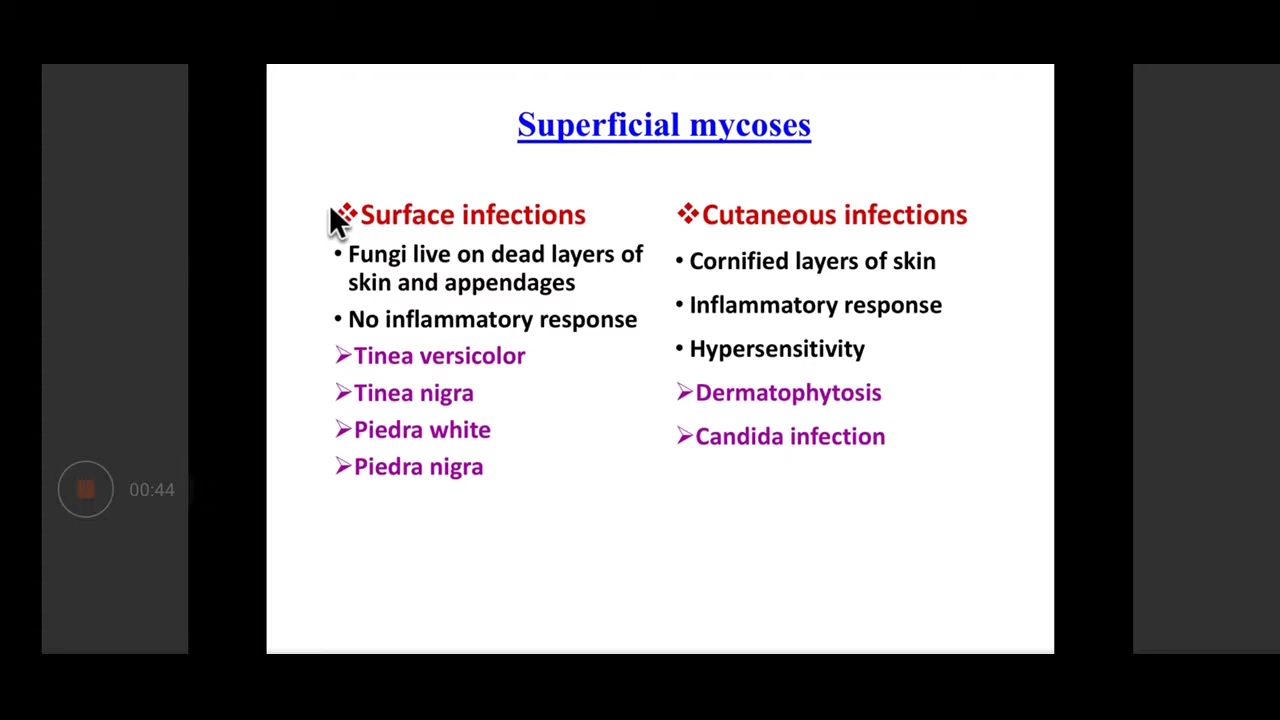 Superficial mycoses
❖Surface infections
• Fungi live on dead layers of
skin and appendages
• No inflammatory response
➢Tinea versicolor
➢Tinea nigra
➢Piedra white
➢Piedra nigra
❖Cutaneous infections
• Cornified layers of skin
• Inflammatory response
• Hypersensitivity
➢Dermatophytosis
➢Candida infection
00:44